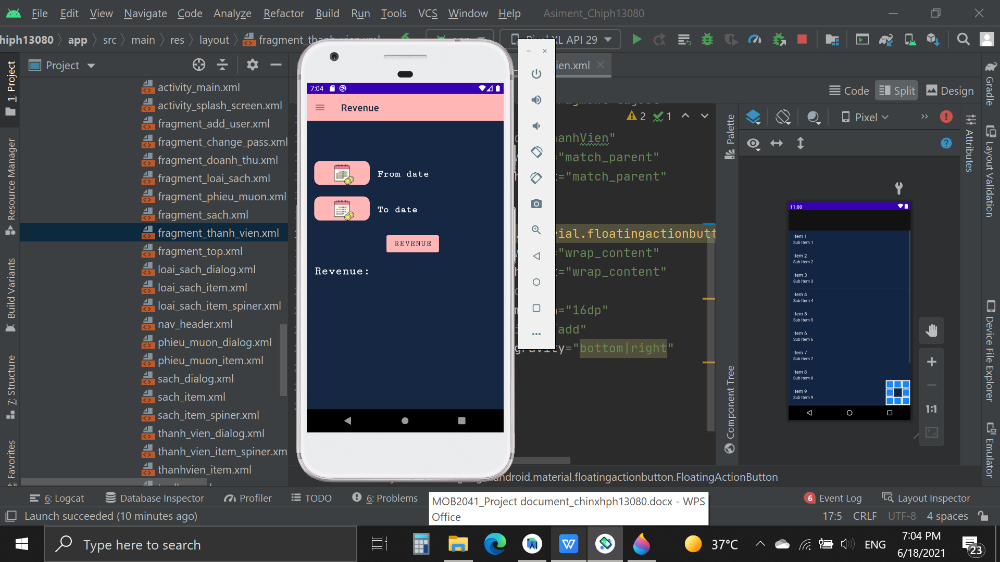 File Edit View Navigate Code Analyze Refactor Build Run Tools VCS Window Help Asiment_Chiph13080
hiph13080 app src main res layout fragment_thanh_vien.xml
Pixel XL API 29
Project
ien.xml
Code Split Design
1: Project
Resource Manager
Build Variants
7: Structure
Favorites
activity_main.xml
activity_splash_screen.xml
fragment_add_user.xml
fragment_change_pass.xml
fragment_doanh_thu.xml
fragment_loai_sach.xml
fragment_phieu_muon.xml
fragment_sach.xml
fragment_thanh_vien.xml
fragment_top.xml
loai_sach_dialog.xml
loai_sach_item.xml
loai_sach_item_spiner.xml
nav_header.xml
phieu_muon_dialog.xml
phieu_muon_item.xml
sach_dialog.xml
sach_item.xml
sach_item_spiner.xml
thanh_vien_dialog.xml
thanh_vien_item_spiner.xm
thanhvien_item.xml
7:04
Revenue
From date
To date
REVENUE
Revenue:
2 1
hanhVien"
="match_parent"
t="match_parent"
rial.floatingactionbutt
="wrap_content"
t="wrap_content"
="16dp"
add"
gravity="bottom|right"
Palette
Component Tree
Pixel
11:00
Item 1
Sub Item 1
Item 2
Sub Item 2
Item 3
Sub Item 3
Item 4
Sub Item 4
Item 5
Sub Item 5
Item 6
Sub Item 6
Item 7
Sub Item 7
Item 8
Sub Item 8
Item 9
Sub Item 9
1:1
Attributes
Gradle
Layout Validation
Device File Explorer
Emulator
android.material.floatingactionbutton.FloatingActionButton
6: Logcat Database Inspector Profiler TODO 6: Problems
MOB2041_Project document_chinxhph13080.docx - WPS
Office
6 Event Log Layout Inspector
Launch succeeded (10 minutes ago)
17:5 CRLF UTF-8 4 spaces
Type here to search
37°C
ENG
7:04 PM
6/18/2021
23